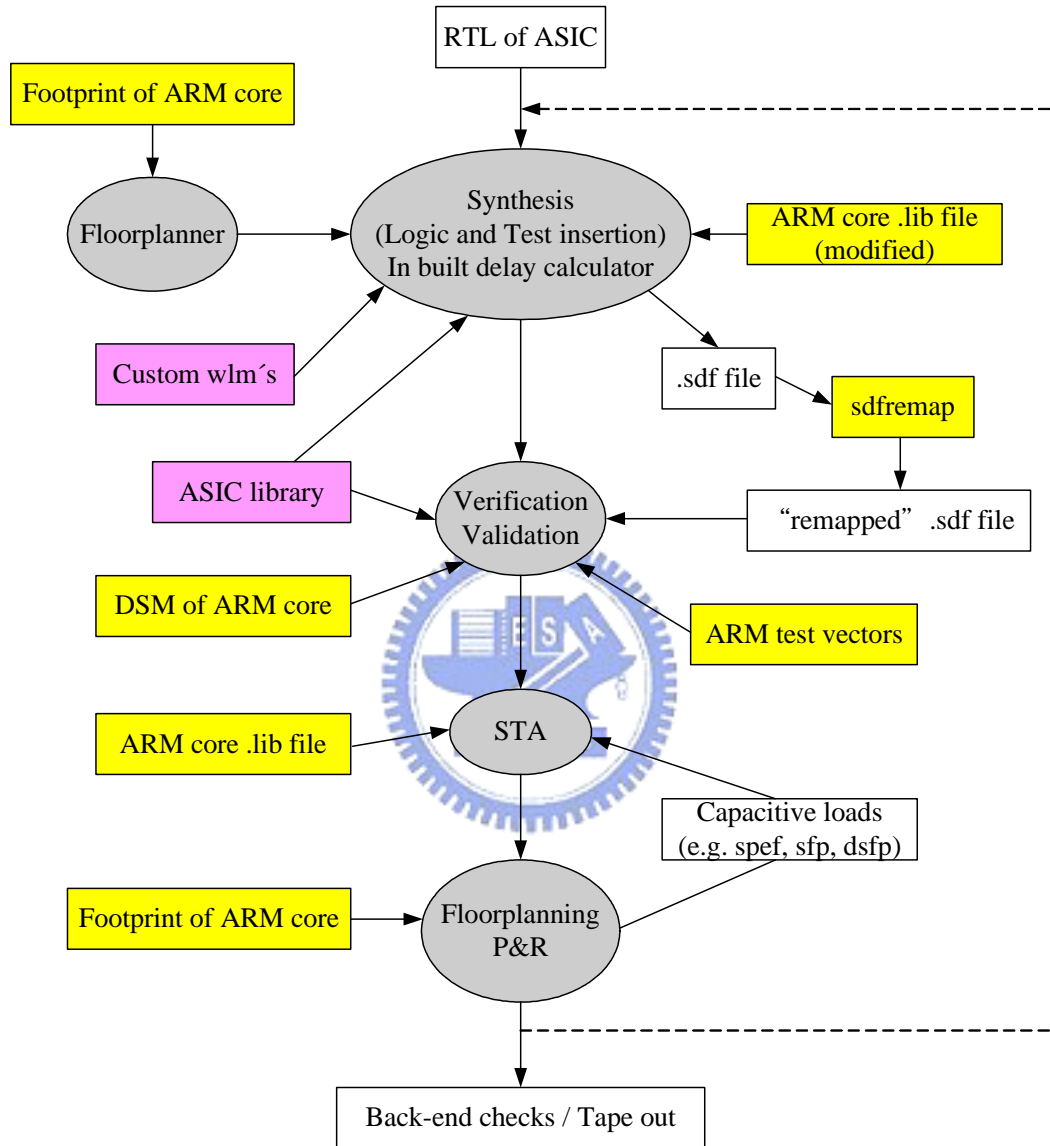 RTL of ASIC
Footprint of ARM core
Floorplanner
Synthesis
(Logic and Test insertion)
In built delay calculator
ARM core .lib file
(modified)
Custom wlm´s
.sdf file
sdfremap
ASIC library
Verification
Validation
“remapped” .sdf file
DSM of ARM core
ARM test vectors
E S A
ARM core .lib file
STA
Capacitive loads
(e.g. spef, sfp, dsfp)
Footprint of ARM core
Floorplanning
P&R
Back-end checks / Tape out